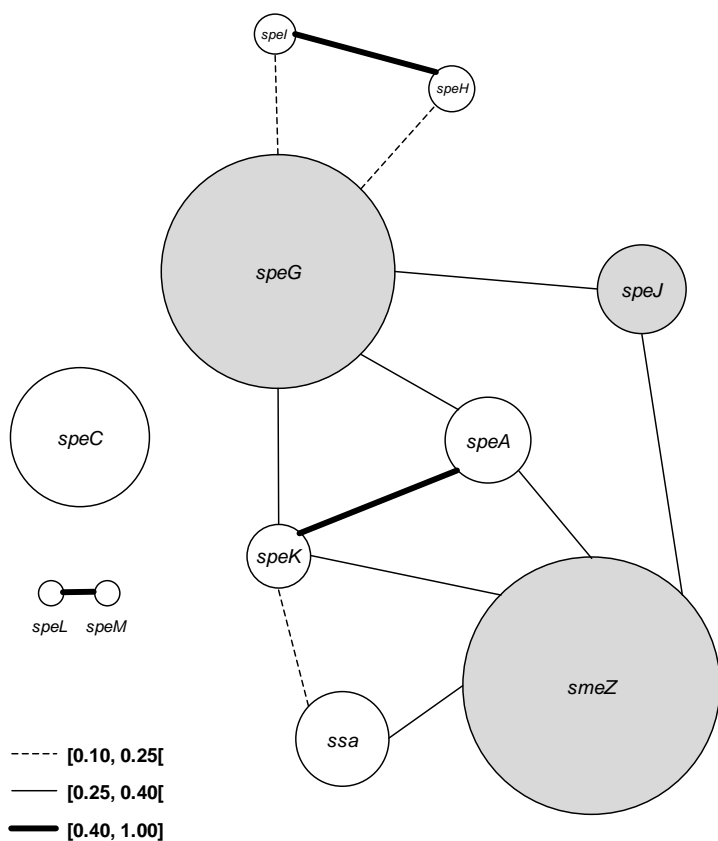 speI
speH
speG
speJ
speC
speA
speK
speL speM
smeZ
ssa
[0.10, 0.25[
[0.25, 0.40[
[0.40, 1.00]